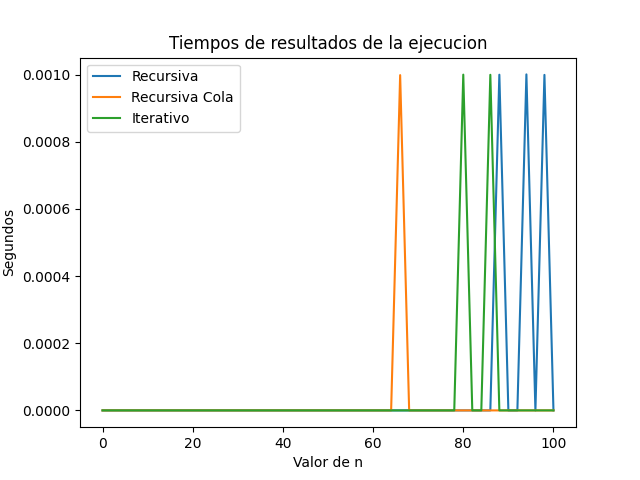 Tiempos de resultados de la ejecucion
Recursiva
Recursiva Cola
Iterativo
Segundos
0.0010
0.0008
0.0006
0.0004
0.0002
0.0000
0 20 40 60 80 100
Valor de n